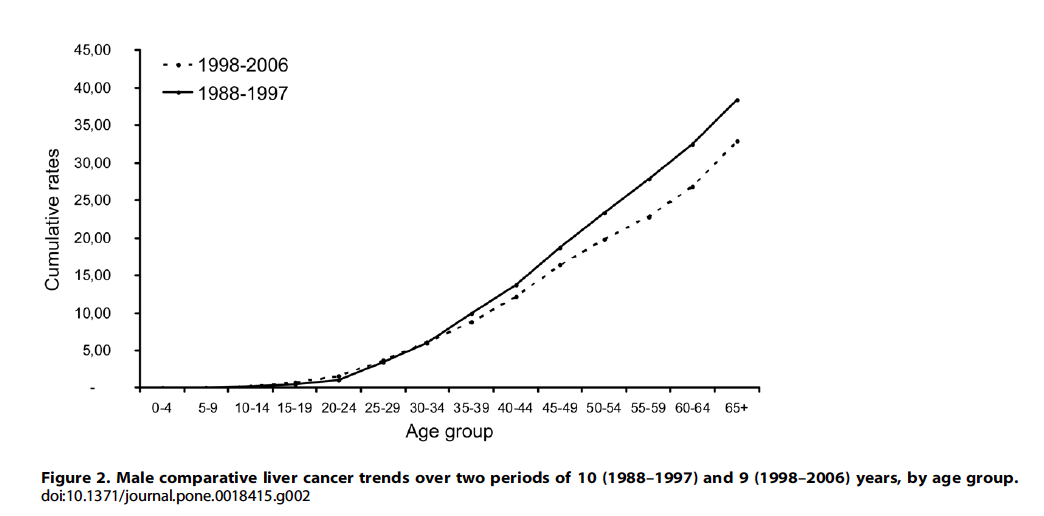 45,00
40,00
35,00
30,00
25,00
20,00
15,00
10,00
5,00
-
Cumulative rates
1998-2006
1988-1997
0-4 5-9 10-14 15-19 20-24 25-29 30-34 35-39 40-44 45-49 50-54 55-59 60-64 65+
Age group
Figure 2. Male comparative liver cancer trends over two periods of 10 (1988–1997) and 9 (1998–2006) years, by age group.
doi:10.1371/journal.pone.0018415.g002